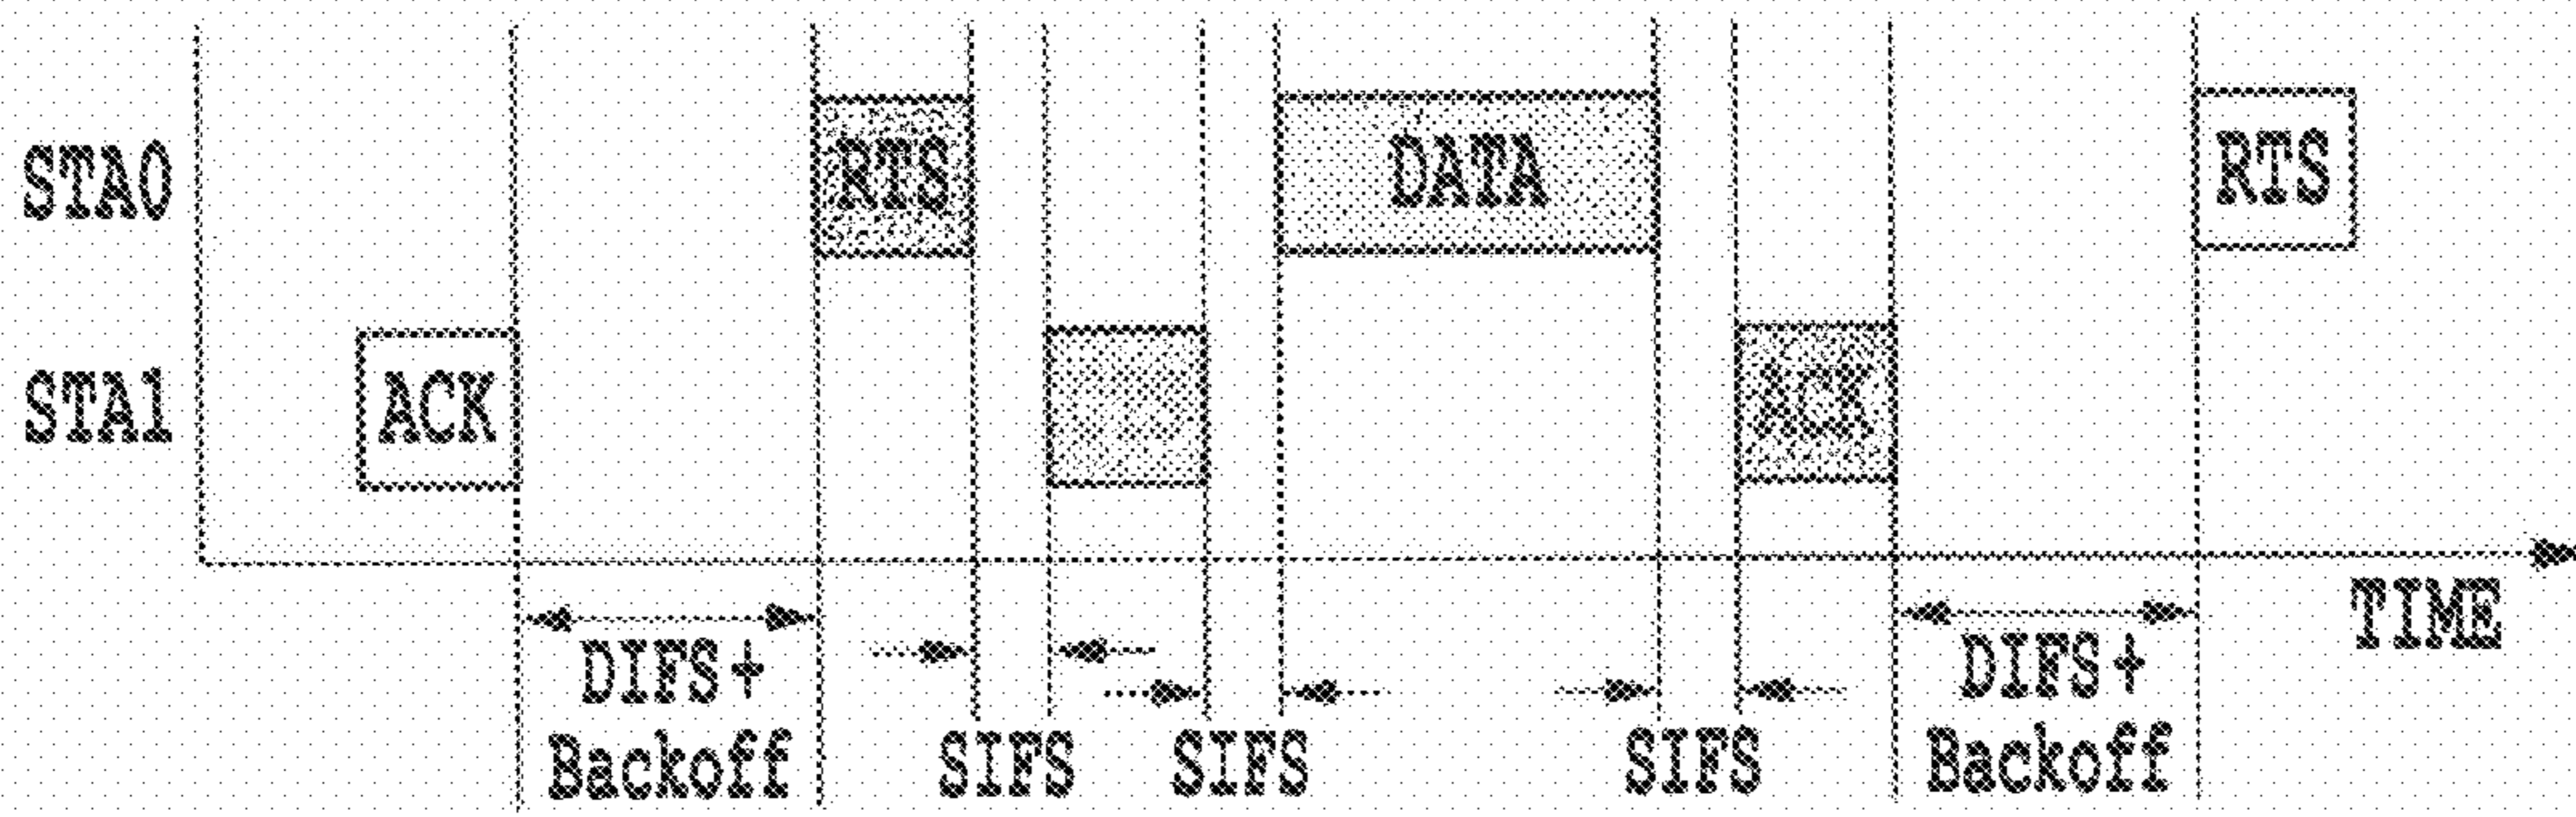 STA0
RTS
DATA
RTS
STA1
ACK
ACK
TIME
DIFS+
Backoff
SIFS
SIFS
SIFS
DIFS+
Backoff